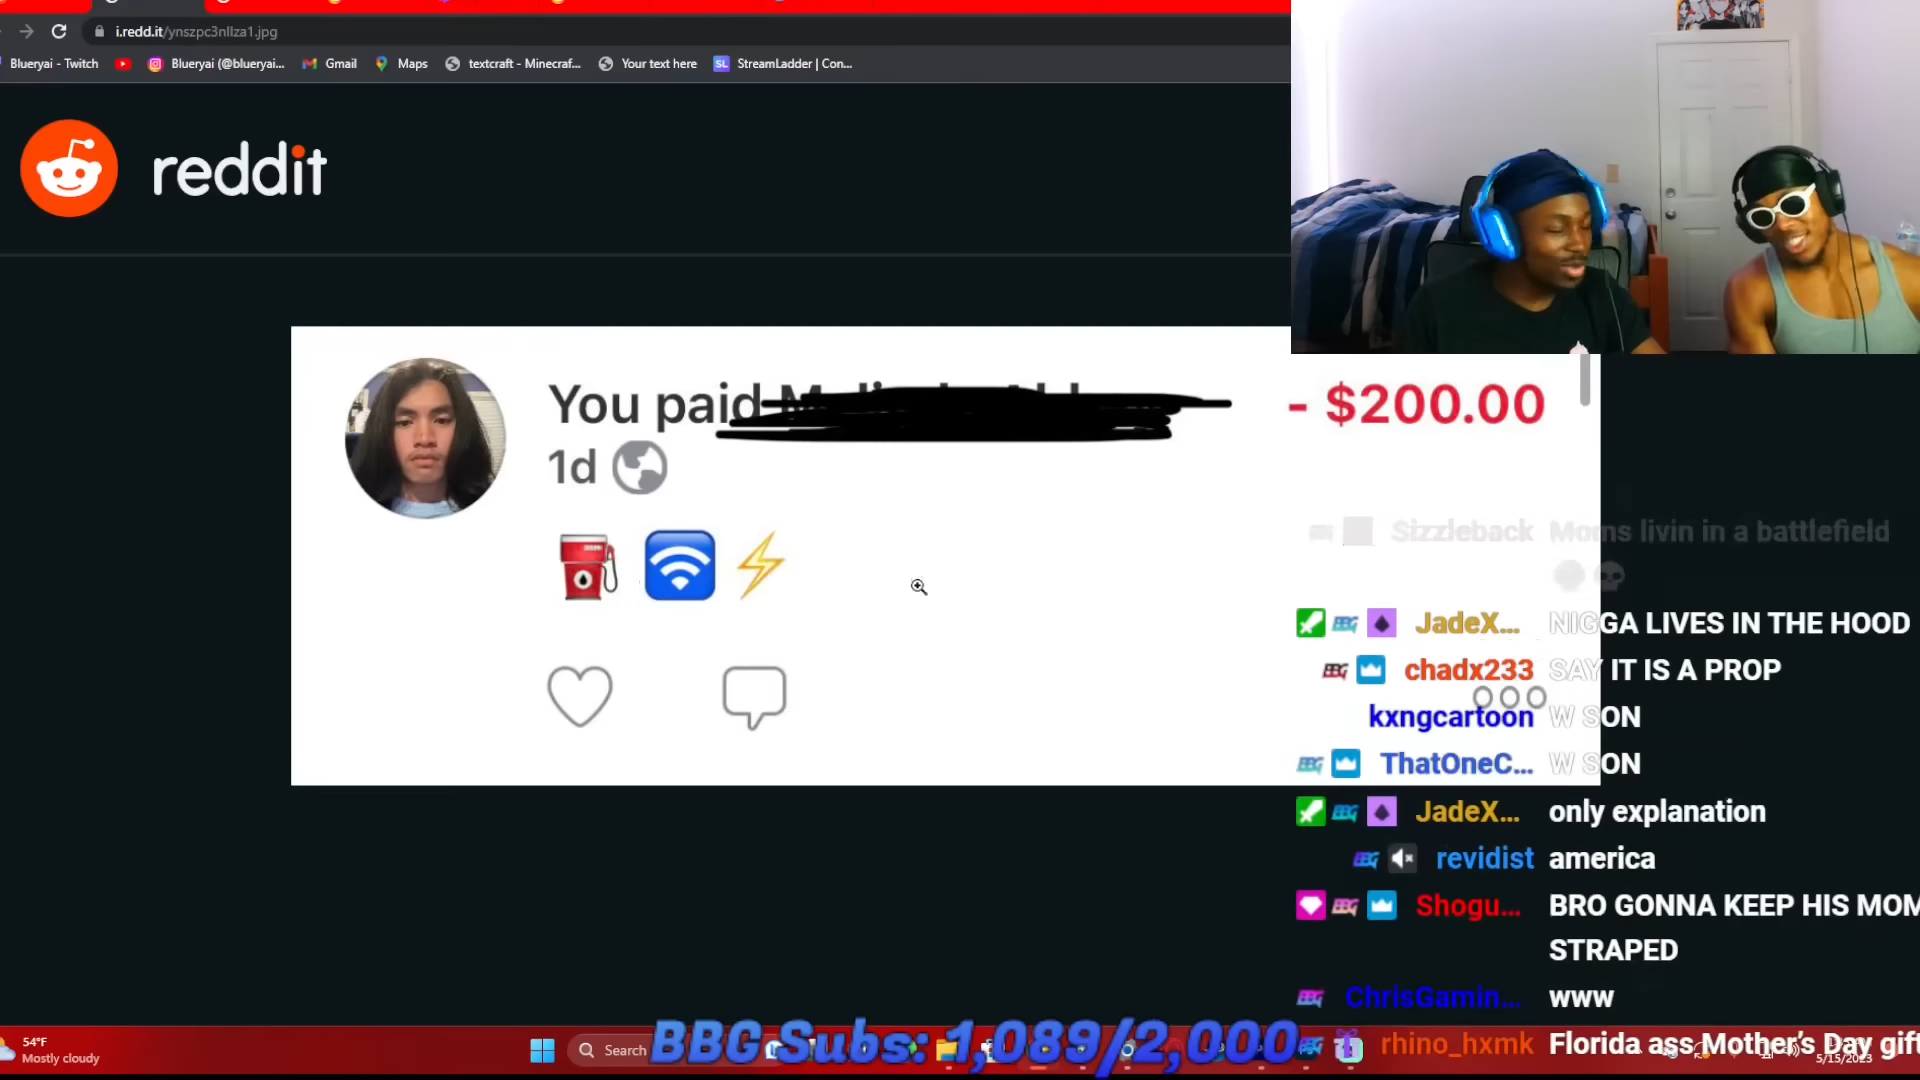 i.redd.it/ynszpc3nllza1.jpg
Blueryai - Twitch
Blueryai (@blueryai...
Gmail
Maps
textcraft - Minecraf...
Your text here
SL
StreamLadder | Con...
reddit
You paid
- $200.00
1d
Sizzleback Moms livin in a battlefield
JadeX... NIGGA LIVES IN THE HOOD
chadx233 SAY IT IS A PROP
kxngcartoon W SON
ThatOneC... W SON
JadeX... only explanation
revidist america
Shogu... BRO GONNA KEEP HIS MOM
STRAPED
ChrisGamin... www
rhino_hxmk Florida ass Mother's Day gift
54°F
Mostly cloudy
Search
BBG Subs: 1,089/2,000
5/15/2023